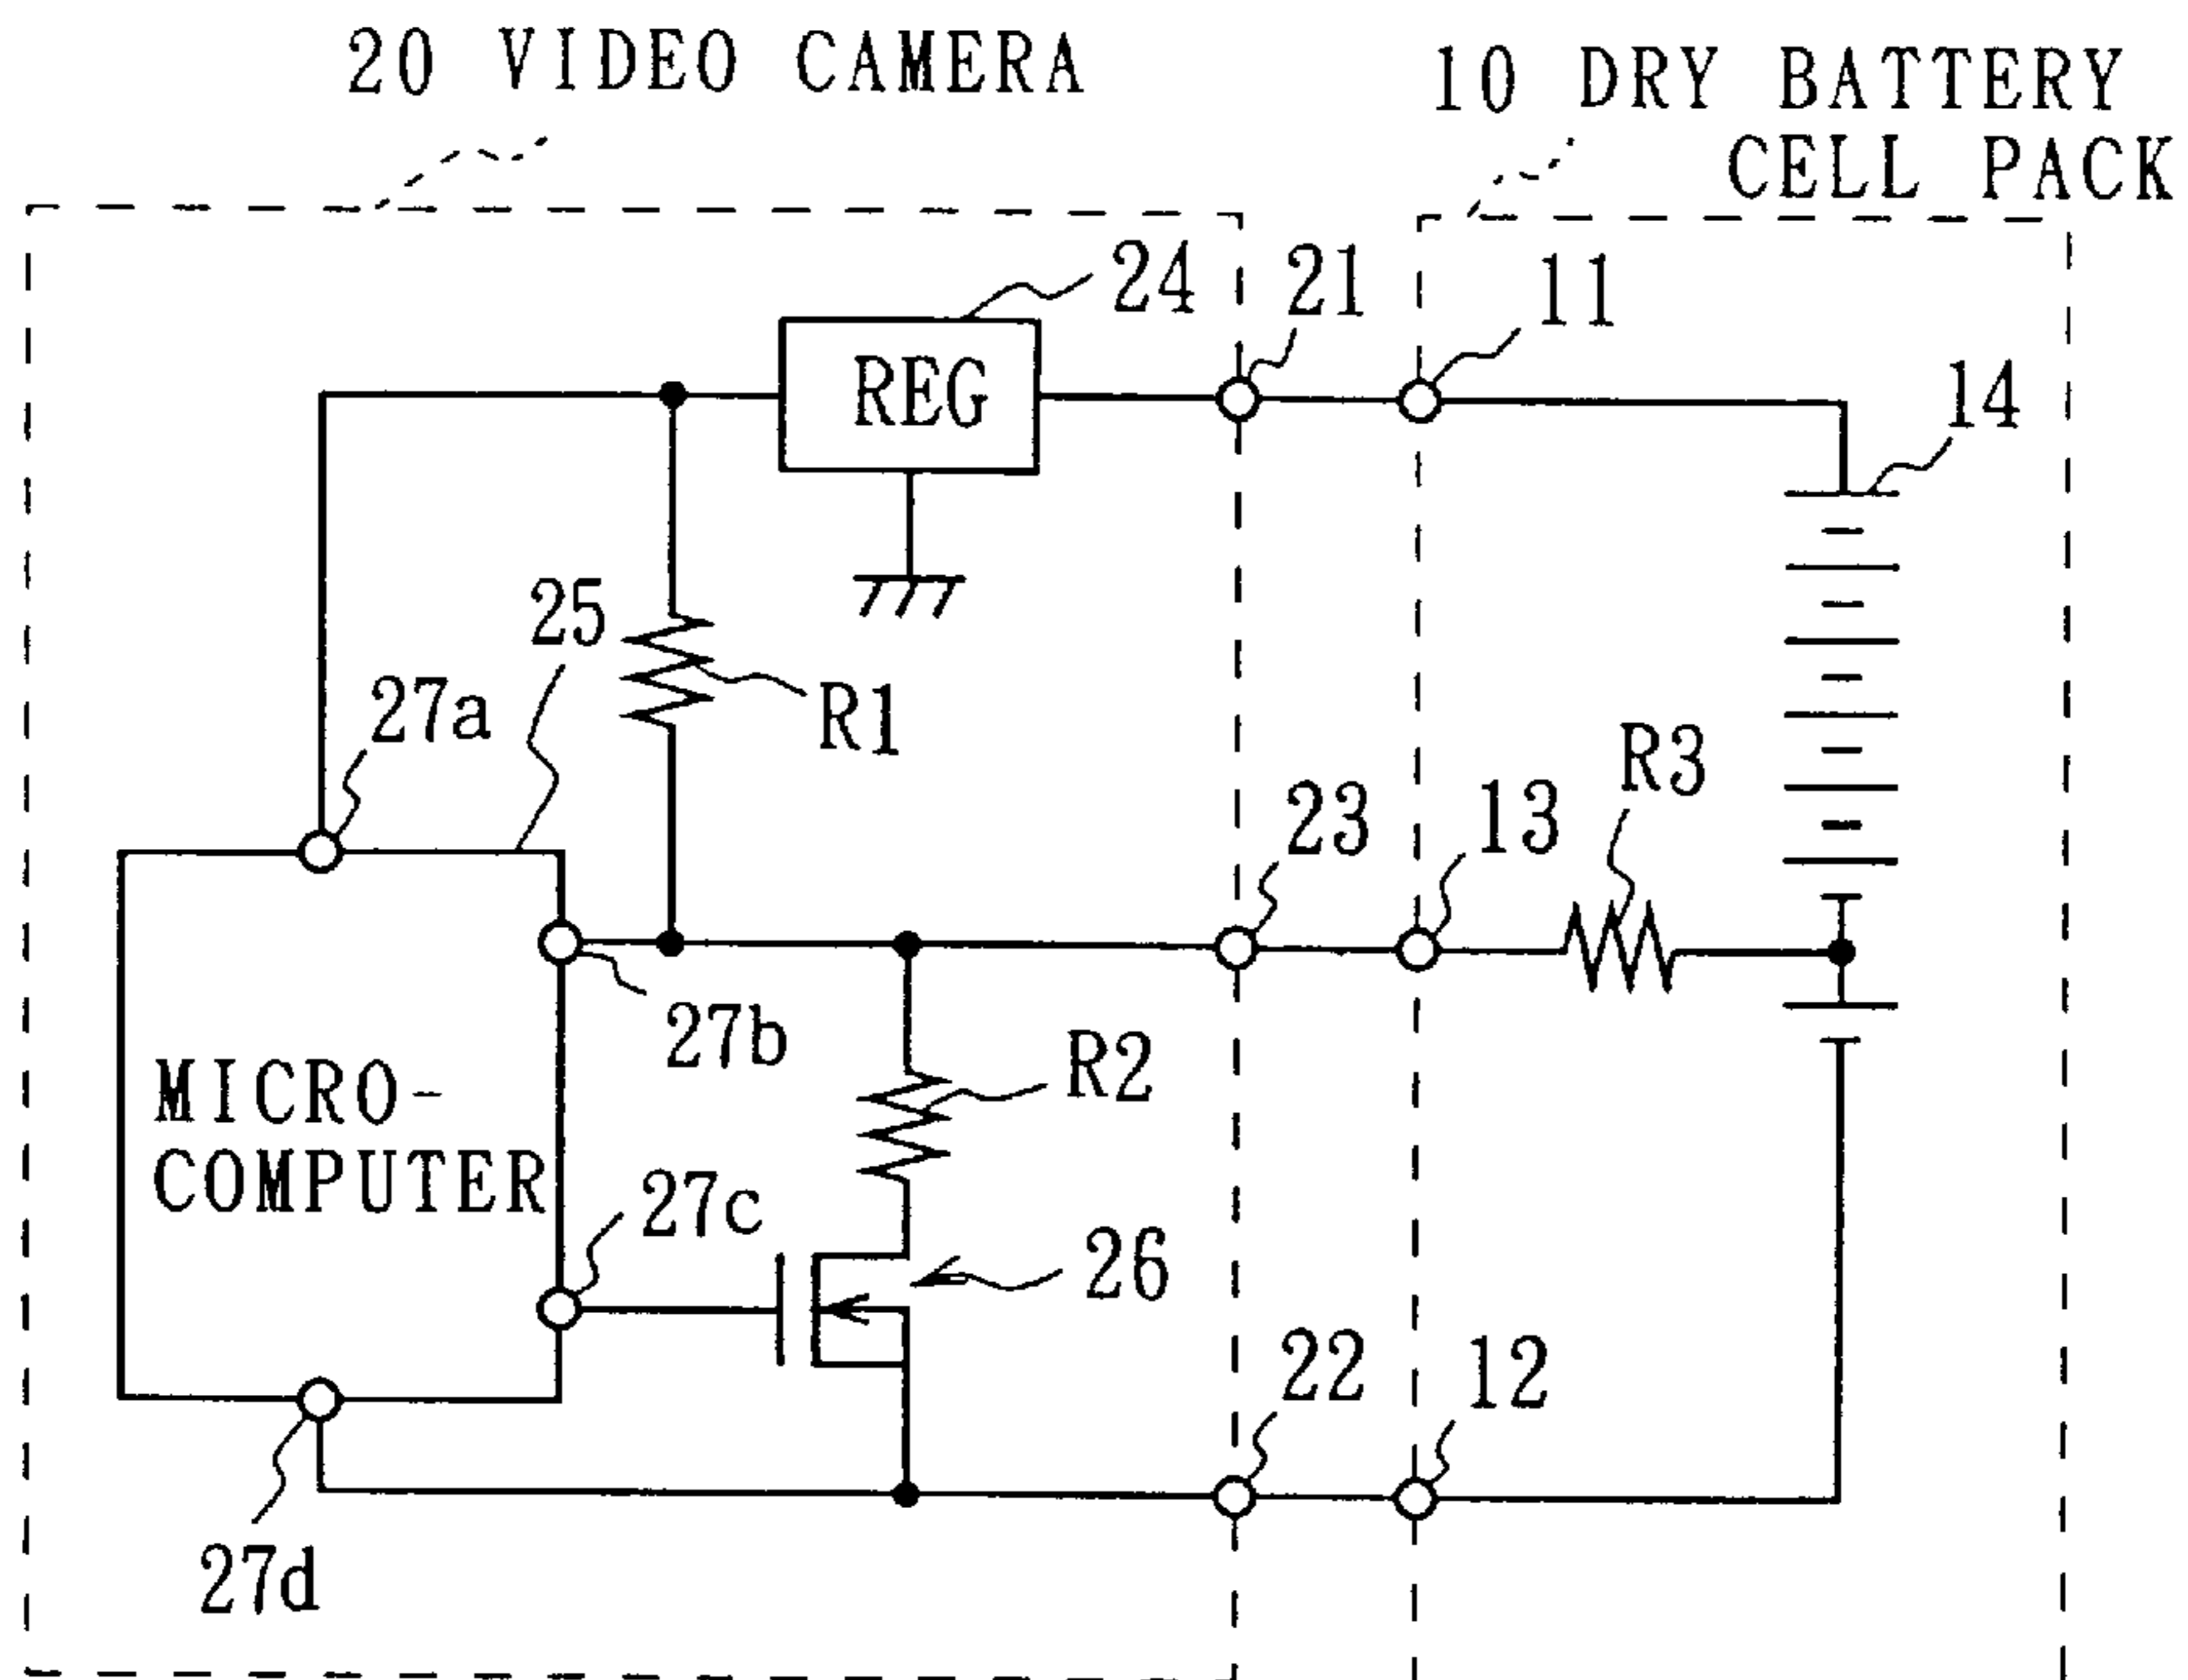 20 VIDEO CAMERA
10 DRY BATTERY
CELL PACK
24
21
11
REG
14
25
27a
R1
R3
23
13
27b
R2
MICRO-
COMPUTER
27c
26
22
12
27d